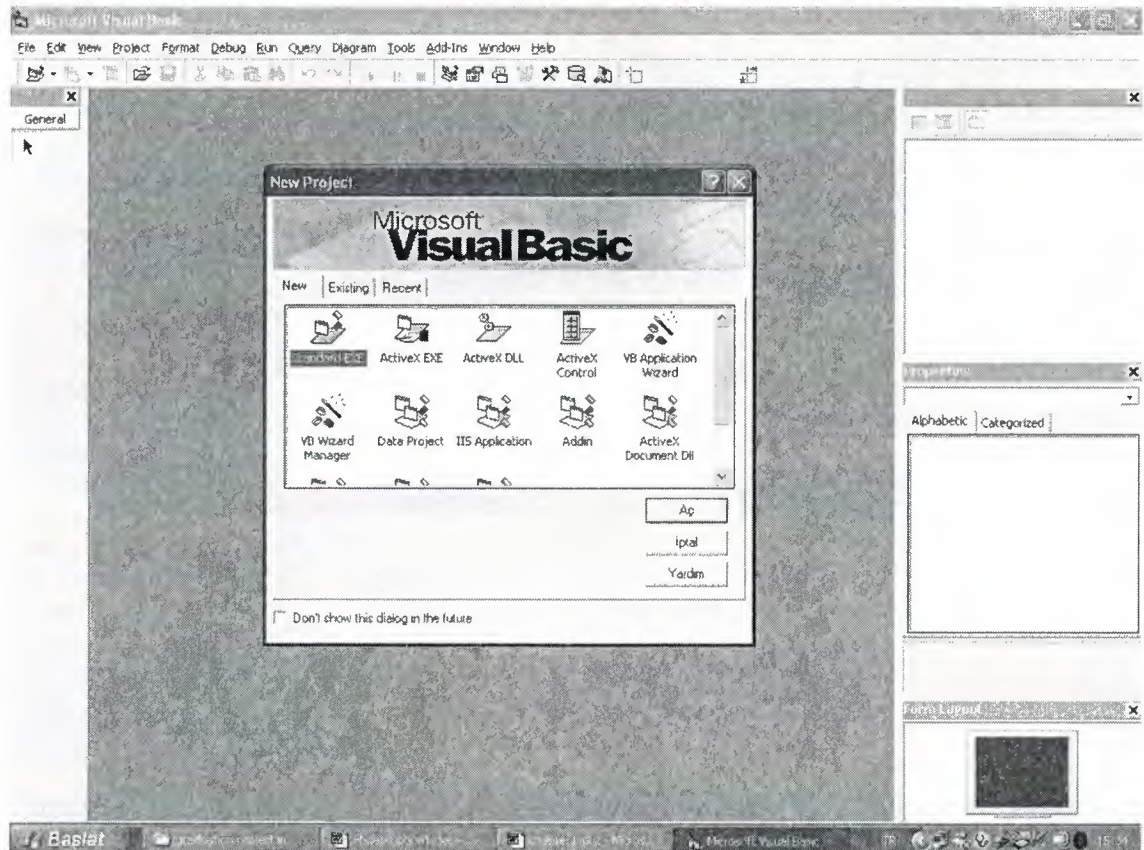 Microsoft Visual Basic
File Edit View Project Format Debug Run Query Diagram Tools Add-Ins Window Help
General
New Project
Microsoft
Visual Basic
New Existing Recent
Standard EXE ActiveX EXE ActiveX DLL ActiveX Control VB Application Wizard
VB Wizard Manager Data Project IIS Application Addin ActiveX Document Dll
Aç
İptal
Yardım
Don't show this dialog in the future
Properties
Alphabetic Categorized
Form Layout
Başlat
Microsoft Visual Basic
TR